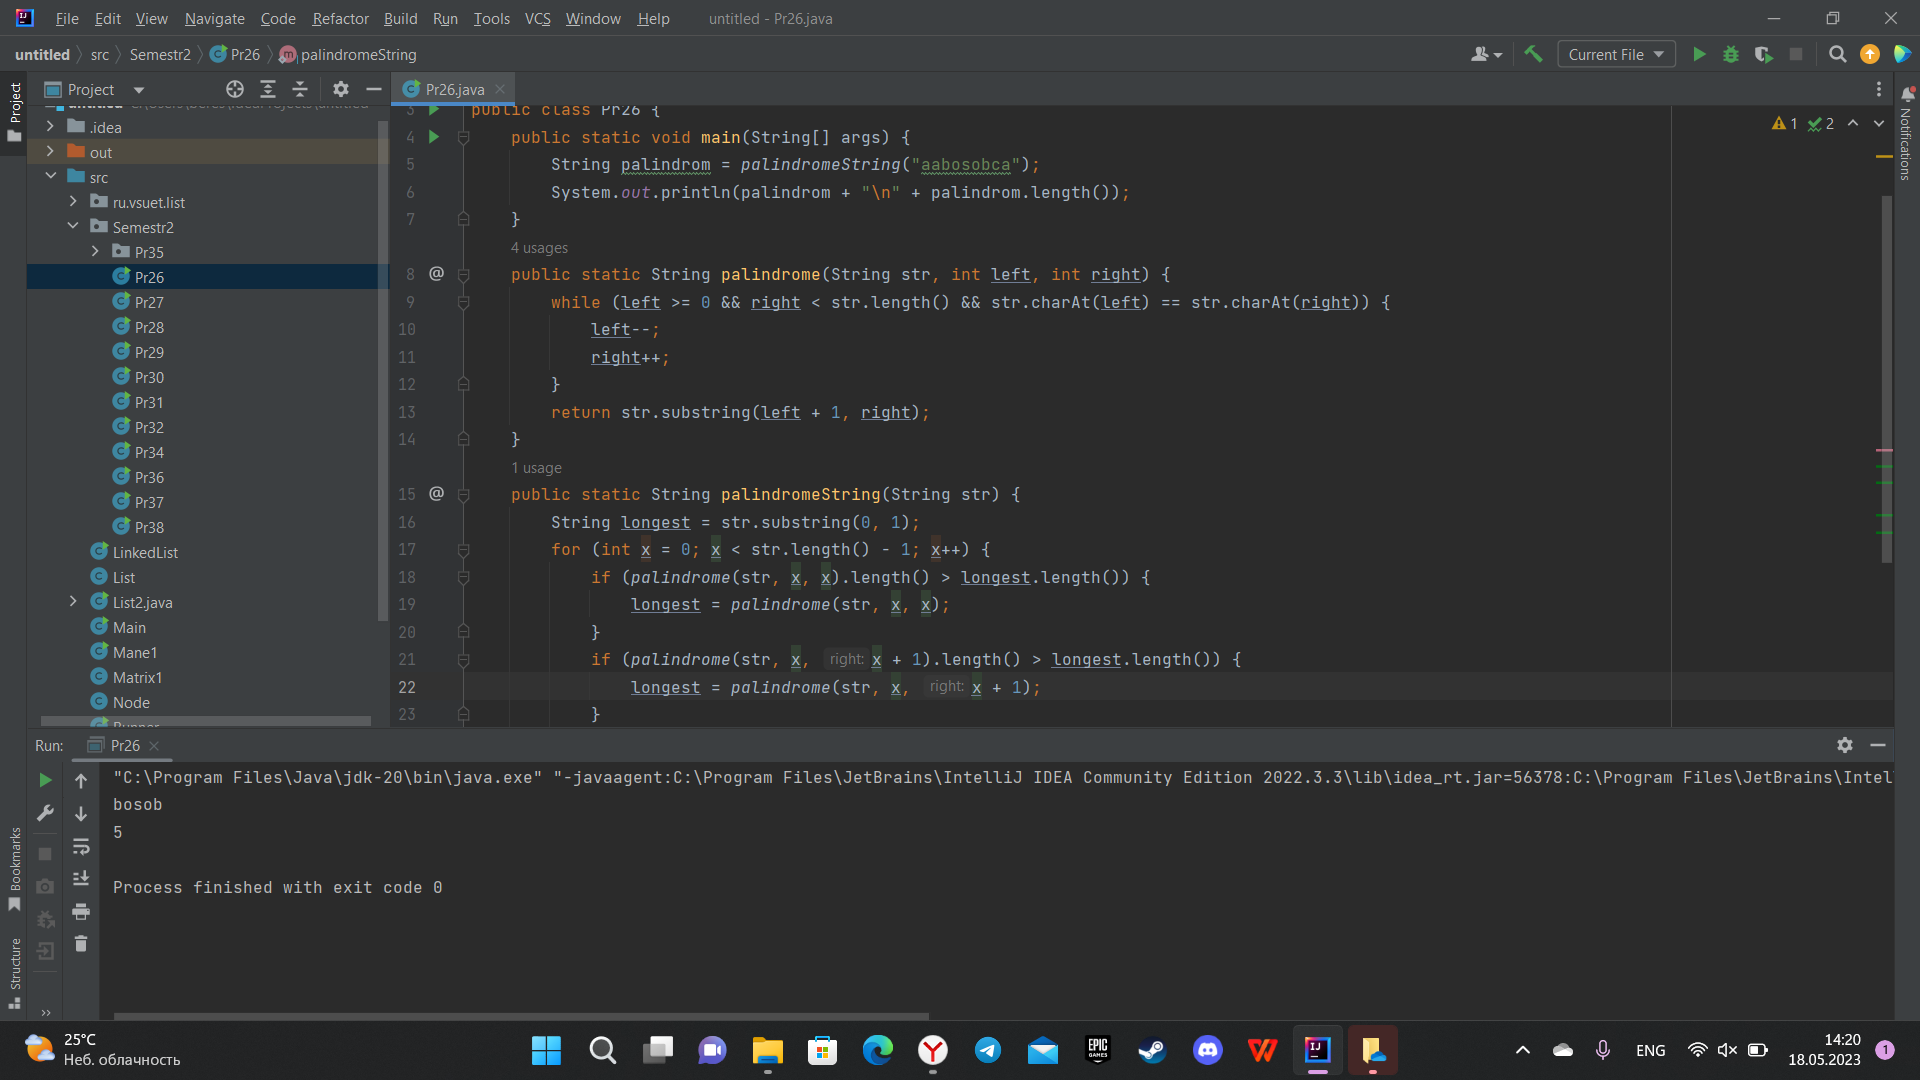 File Edit View Navigate Code Refactor Build Run Tools VCS Window Help untitled - Pr26.java
untitled src Semestr2 Pr26 palindromeString Current File
Project
Project
Pr26.java
.idea
out
src
ru.vsuet.list
Semestr2
Pr35
Pr26
Pr27
Pr28
Pr29
Pr30
Pr31
Pr32
Pr34
Pr36
Pr37
Pr38
LinkedList
List
List2.java
Main
Mane1
Matrix1
Node
Runner
3 public class Pr26 {
4 public static void main(String[] args) {
5 String palindrom = palindromeString("aabosobca");
6 System.out.println(palindrom + "\n" + palindrom.length());
7 }
4 usages
8 @ public static String palindrome(String str, int left, int right) {
9 while (left >= 0 && right < str.length() && str.charAt(left) == str.charAt(right)) {
10 left--;
11 right++;
12 }
13 return str.substring(left + 1, right);
14 }
1 usage
15 @ public static String palindromeString(String str) {
16 String longest = str.substring(0, 1);
17 for (int x = 0; x < str.length() - 1; x++) {
18 if (palindrome(str, x, x).length() > longest.length()) {
19 longest = palindrome(str, x, x);
20 }
21 if (palindrome(str, x, right: x + 1).length() > longest.length()) {
22 longest = palindrome(str, x, right: x + 1);
23 }
1 2
Notifications
Run: Pr26
"C:\Program Files\Java\jdk-20\bin\java.exe" "-javaagent:C:\Program Files\JetBrains\IntelliJ IDEA Community Edition 2022.3.3\lib\idea_rt.jar=56378:C:\Program Files\JetBrains\Intell
bosob
5
Process finished with exit code 0
Bookmarks
Structure
25°C
Неб. облачность
EPIC GAMES
ENG
14:20
18.05.2023
1